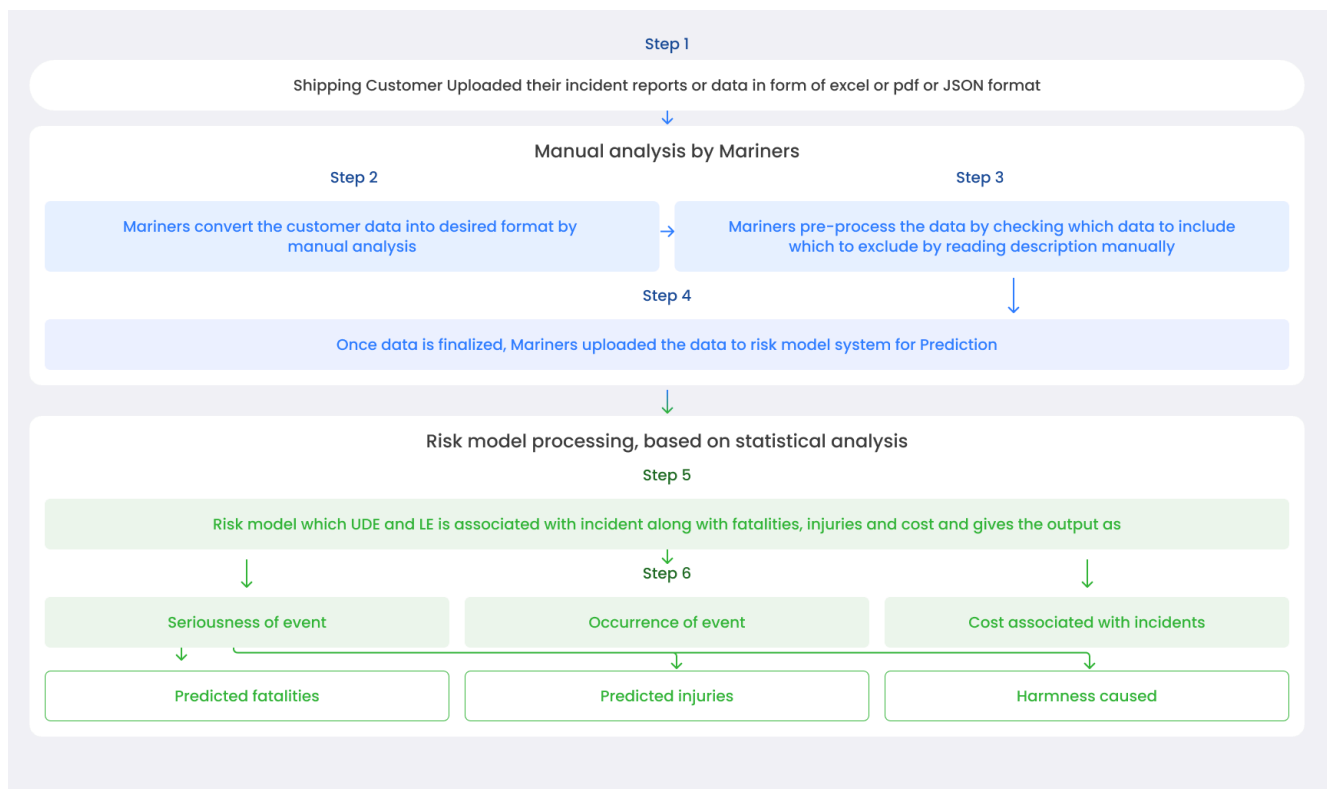 Step 1
Shipping Customer Uploaded their incident reports or data in form of excel or pdf or JSON format
Manual analysis by Mariners
Step 2
Mariners convert the customer data into desired format by
manual analysis
Step 3
Mariners pre-process the data by checking which data to include
which to exclude by reading description manually
Step 4
Once data is finalized, Mariners uploaded the data to risk model system for Prediction
Risk model processing, based on statistical analysis
Step 5
Risk model which UDE and LE is associated with incident along with fatalities, injuries and cost and gives the output as
Step 6
Seriousness of event
Occurrence of event
Cost associated with incidents
Predicted fatalities
Predicted injuries
Harmness caused